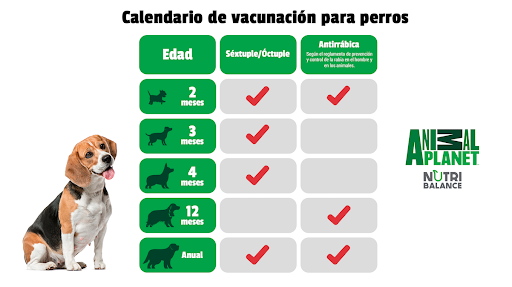 Calendario de vacunación para perros
Edad
Séxtuple/Óctuple
Antirrábica
Según el reglamento de prevención
y control de la rabia en el hombre y
en los animales.
2
meses
3
meses
4
meses
12
meses
Anual
ANIMAL
PLANET
NUTRI
BALANCE